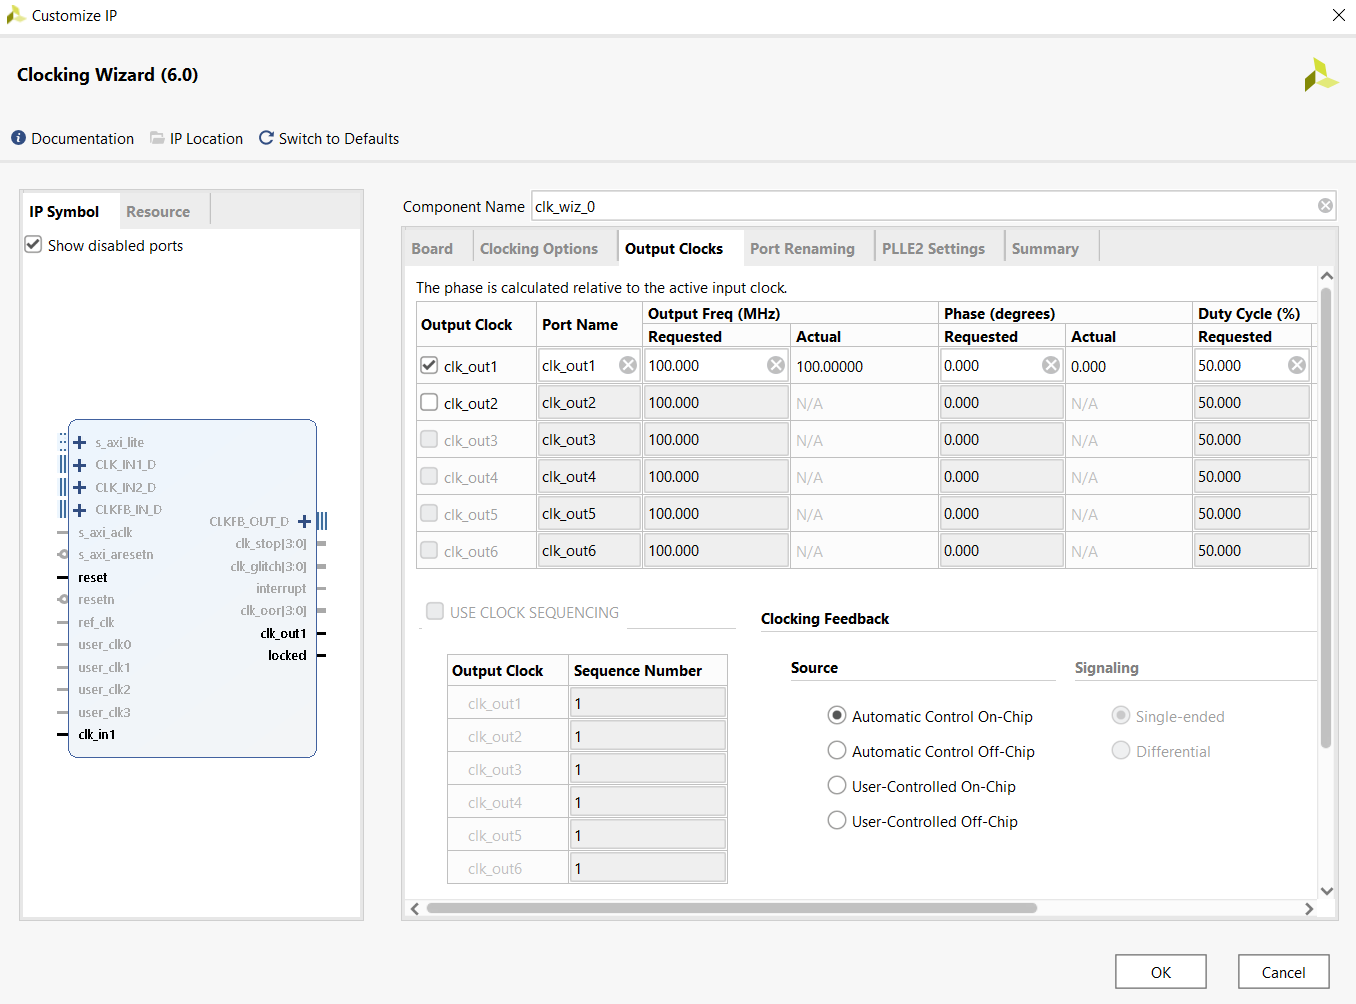 Customize IP
Clocking Wizard (6.0)
Documentation IP Location Switch to Defaults
IP Symbol Resource
Show disabled ports
s_axi_lite
CLK_IN1_D
CLK_IN2_D
CLKFB_IN_D
s_axi_aclk
s_axi_aresetn
reset
resetn
ref_clk
user_clk0
user_clk1
user_clk2
user_clk3
clk_in1
CLKFB_OUT_D
clk_stop[3:0]
clk_glitch[3:0]
interrupt
clk_oor[3:0]
clk_out1
locked
Component Name clk_wiz_0
Board Clocking Options Output Clocks Port Renaming PLLE2 Settings Summary
The phase is calculated relative to the active input clock.
Output Clock Port Name Output Freq (MHz) Phase (degrees) Duty Cycle (%)
Requested Actual Requested Actual Requested
clk_out1 clk_out1 100.000 100.00000 0.000 0.000 50.000
clk_out2 clk_out2 100.000 N/A 0.000 N/A 50.000
clk_out3 clk_out3 100.000 N/A 0.000 N/A 50.000
clk_out4 clk_out4 100.000 N/A 0.000 N/A 50.000
clk_out5 clk_out5 100.000 N/A 0.000 N/A 50.000
clk_out6 clk_out6 100.000 N/A 0.000 N/A 50.000
USE CLOCK SEQUENCING
Output Clock Sequence Number
clk_out1 1
clk_out2 1
clk_out3 1
clk_out4 1
clk_out5 1
clk_out6 1
Clocking Feedback
Source Signaling
Automatic Control On-Chip Single-ended
Automatic Control Off-Chip Differential
User-Controlled On-Chip
User-Controlled Off-Chip
OK Cancel